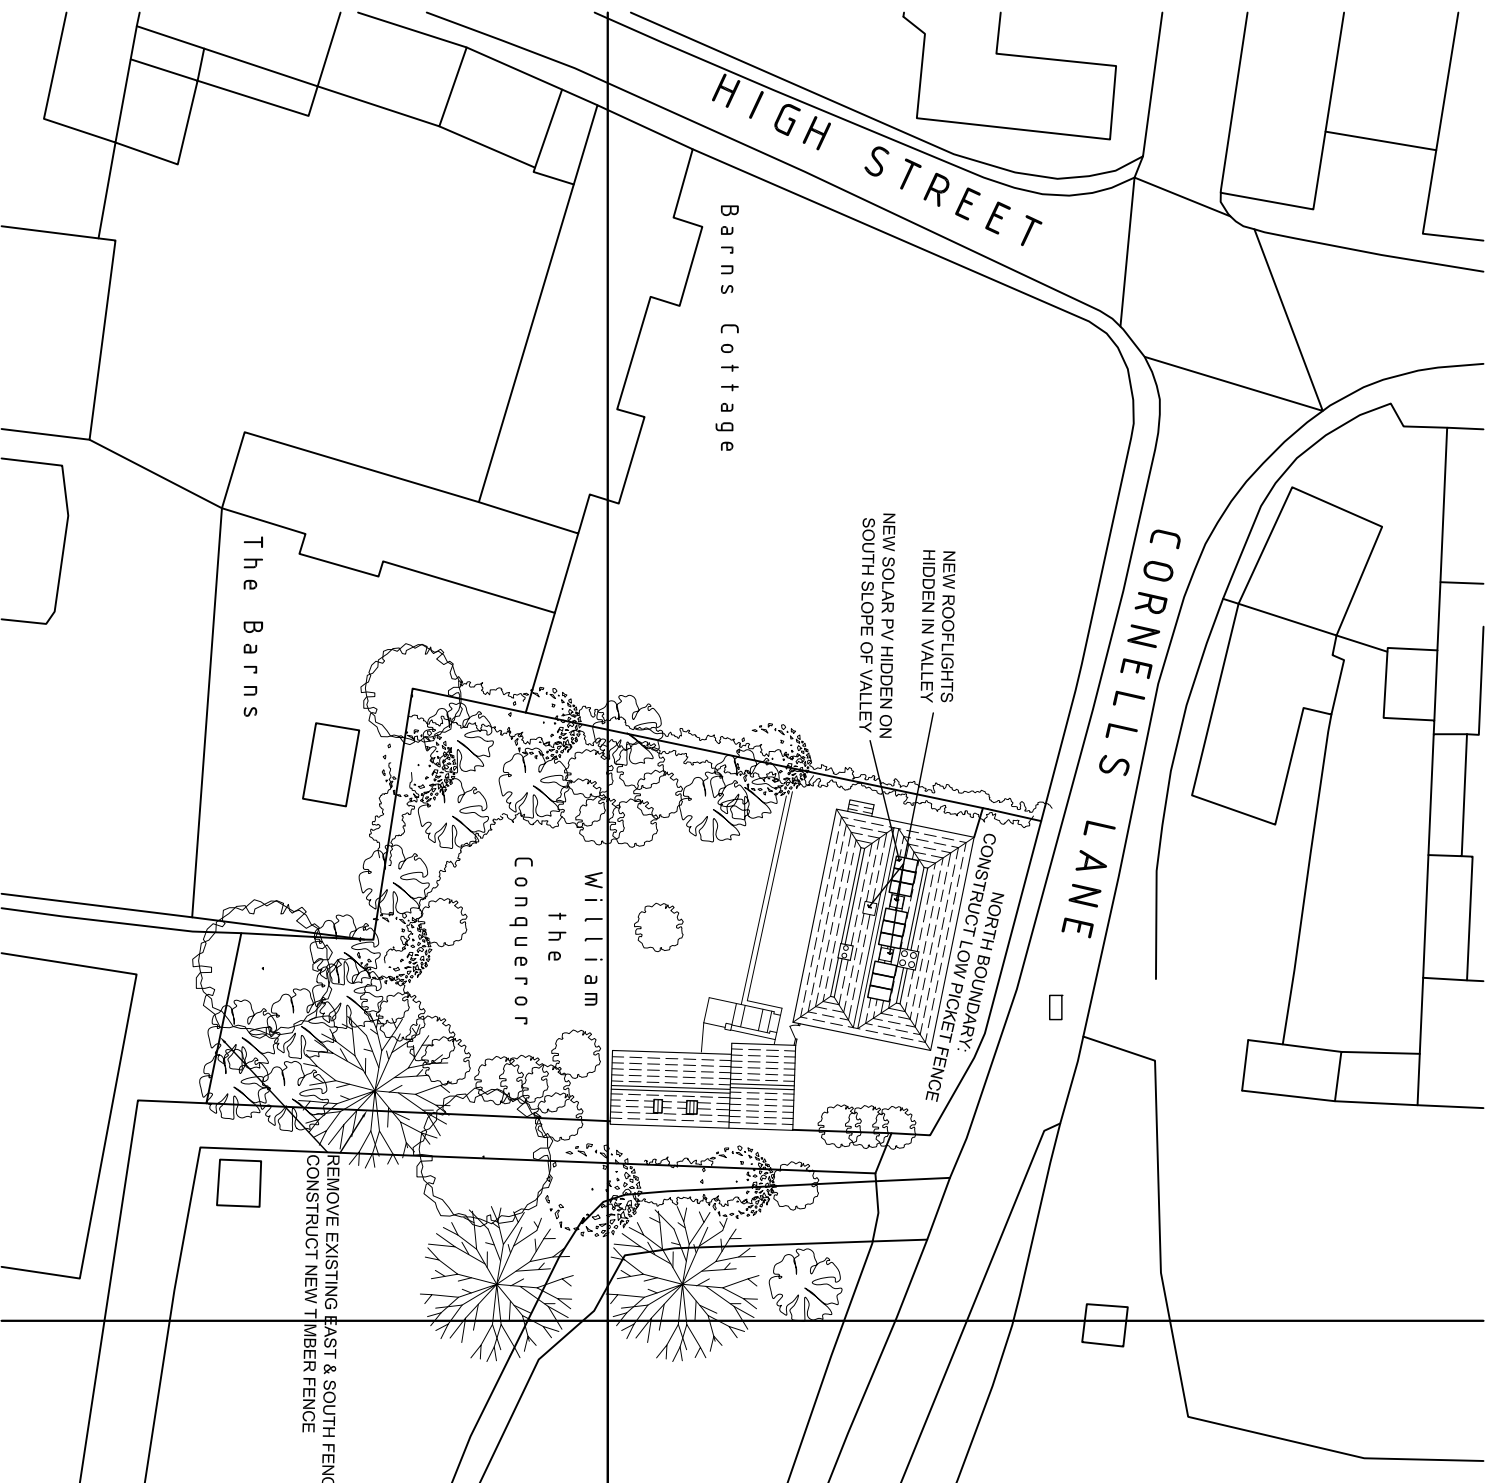 HIGH STREET
Barns Cottage
CORNELLS LANE
NEW ROOFLIGHTS
HIDDEN IN VALLEY
NEW SOLAR PV HIDDEN ON
SOUTH SLOPE OF VALLEY
The Barns
NORTH BOUNDARY:
CONSTRUCT LOW PICKET FENCE
William
the
Conqueror
REMOVE EXISTING EAST & SOUTH FENC
CONSTRUCT NEW TIMBER FENCE